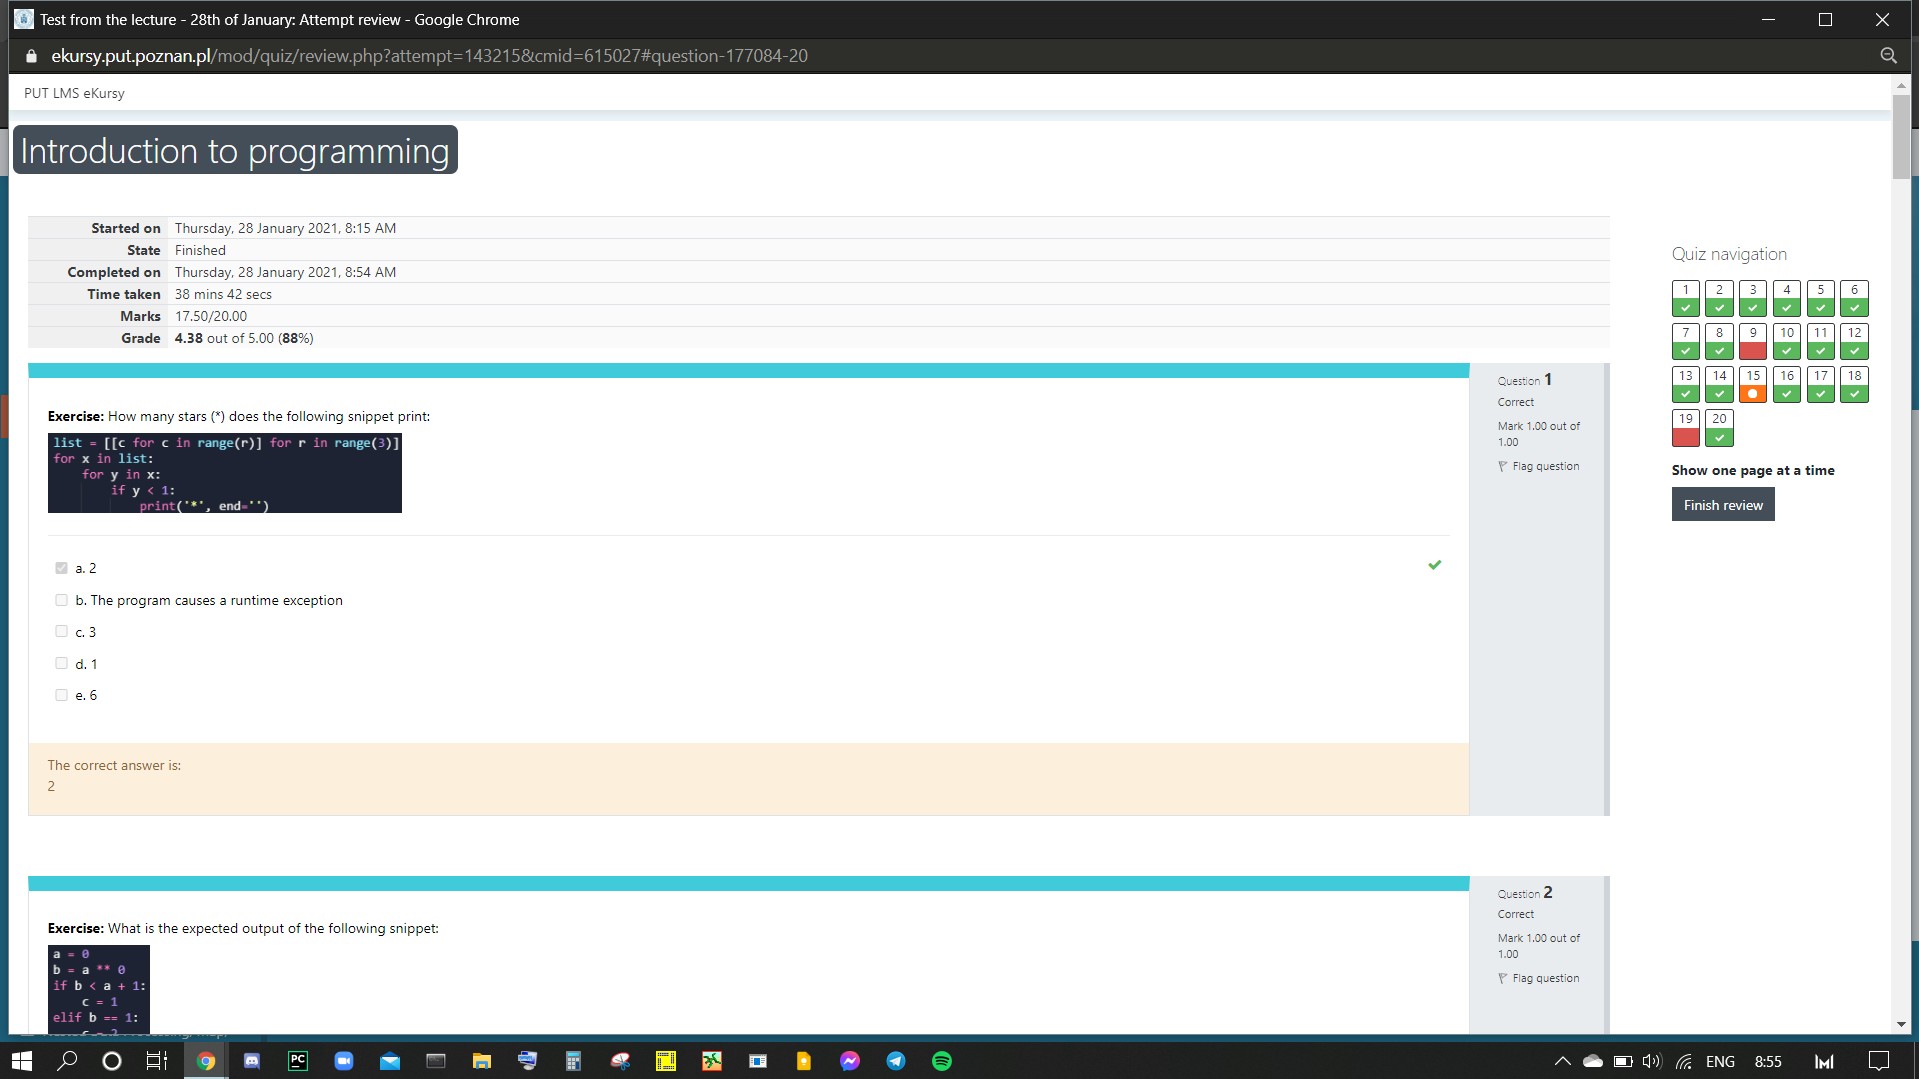 Test from the lecture - 28th of January: Attempt review - Google Chrome
ekursy.put.poznan.pl/mod/quiz/review.php?attempt=143215&cmid=615027#question-177084-20
PUT LMS eKursy
Introduction to programming
Started on Thursday, 28 January 2021, 8:15 AM
State Finished
Completed on Thursday, 28 January 2021, 8:54 AM
Time taken 38 mins 42 secs
Marks 17.50/20.00
Grade 4.38 out of 5.00 (88%)
Quiz navigation
1 2 3 4 5 6
7 8 9 10 11 12
13 14 15 16 17 18
19 20
Show one page at a time
Finish review
Question 1
Correct
Mark 1.00 out of
1.00
Flag question
Exercise: How many stars (*) does the following snippet print:
list = [[c for c in range(r)] for r in range(3)]
for x in list:
for y in x:
if y < 1:
print('*', end='')
a. 2
b. The program causes a runtime exception
c. 3
d. 1
e. 6
The correct answer is:
2
Question 2
Correct
Mark 1.00 out of
1.00
Flag question
Exercise: What is the expected output of the following snippet:
a = 0
b = a ** 0
if b < a + 1:
c = 1
elif b == 1:
PC
ENG
8:55